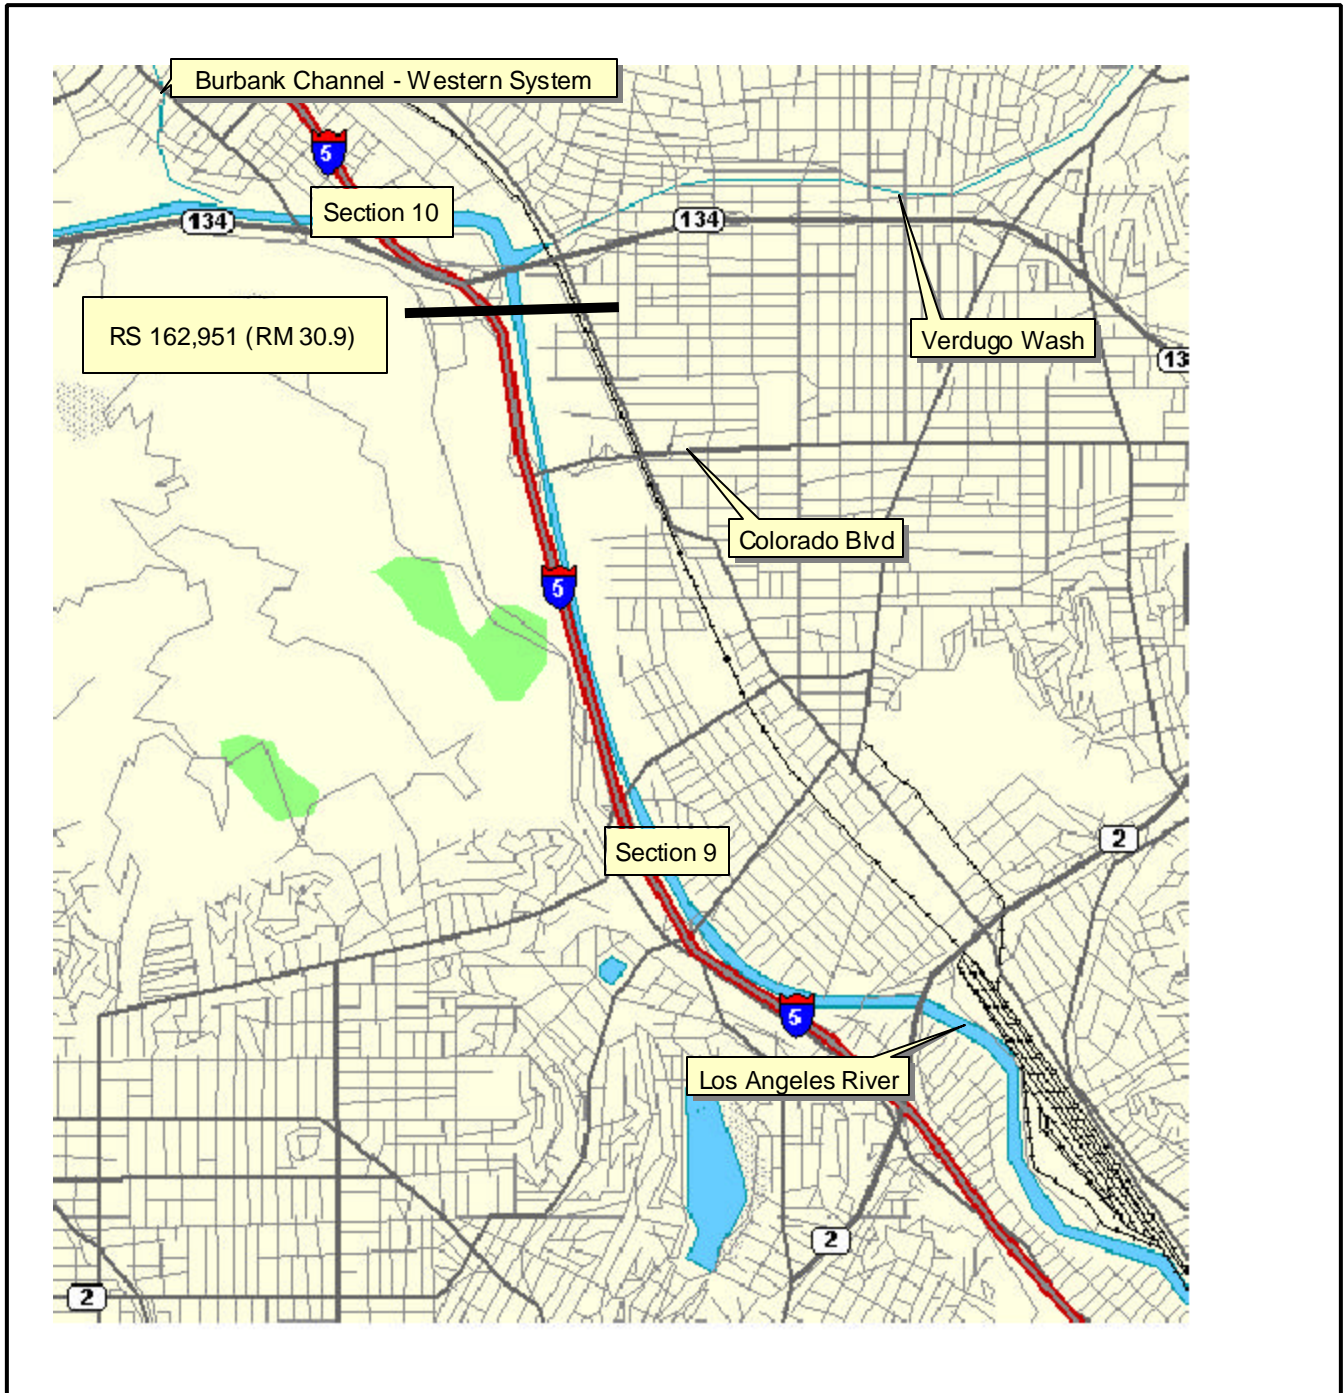 Burbank Channel - Western System
5
Section 10
134
134
RS 162,951 (RM 30.9)
Verdugo Wash
13
Colorado Blvd
5
2
Section 9
5
Los Angeles River
2
2